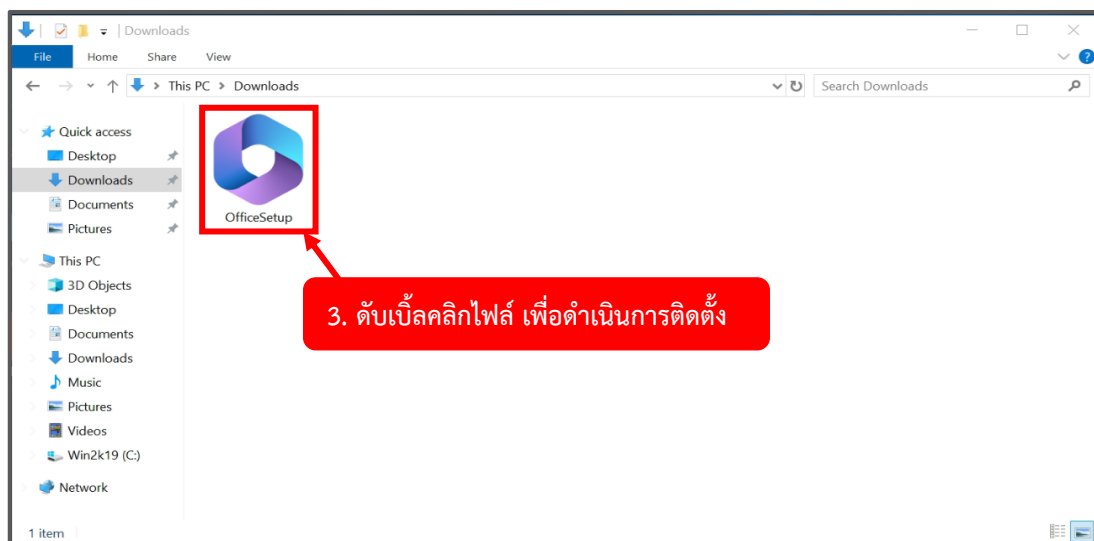 Downloads
File Home Share View
This PC > Downloads
Search Downloads
Quick access
Desktop
Downloads
Documents
Pictures
This PC
3D Objects
Desktop
Documents
Downloads
Music
Pictures
Videos
Win2k19 (C:)
Network
OfficeSetup
3. ดับเบิ้ลคลิกไฟล์ เพื่อดำเนินการติดตั้ง
1 item